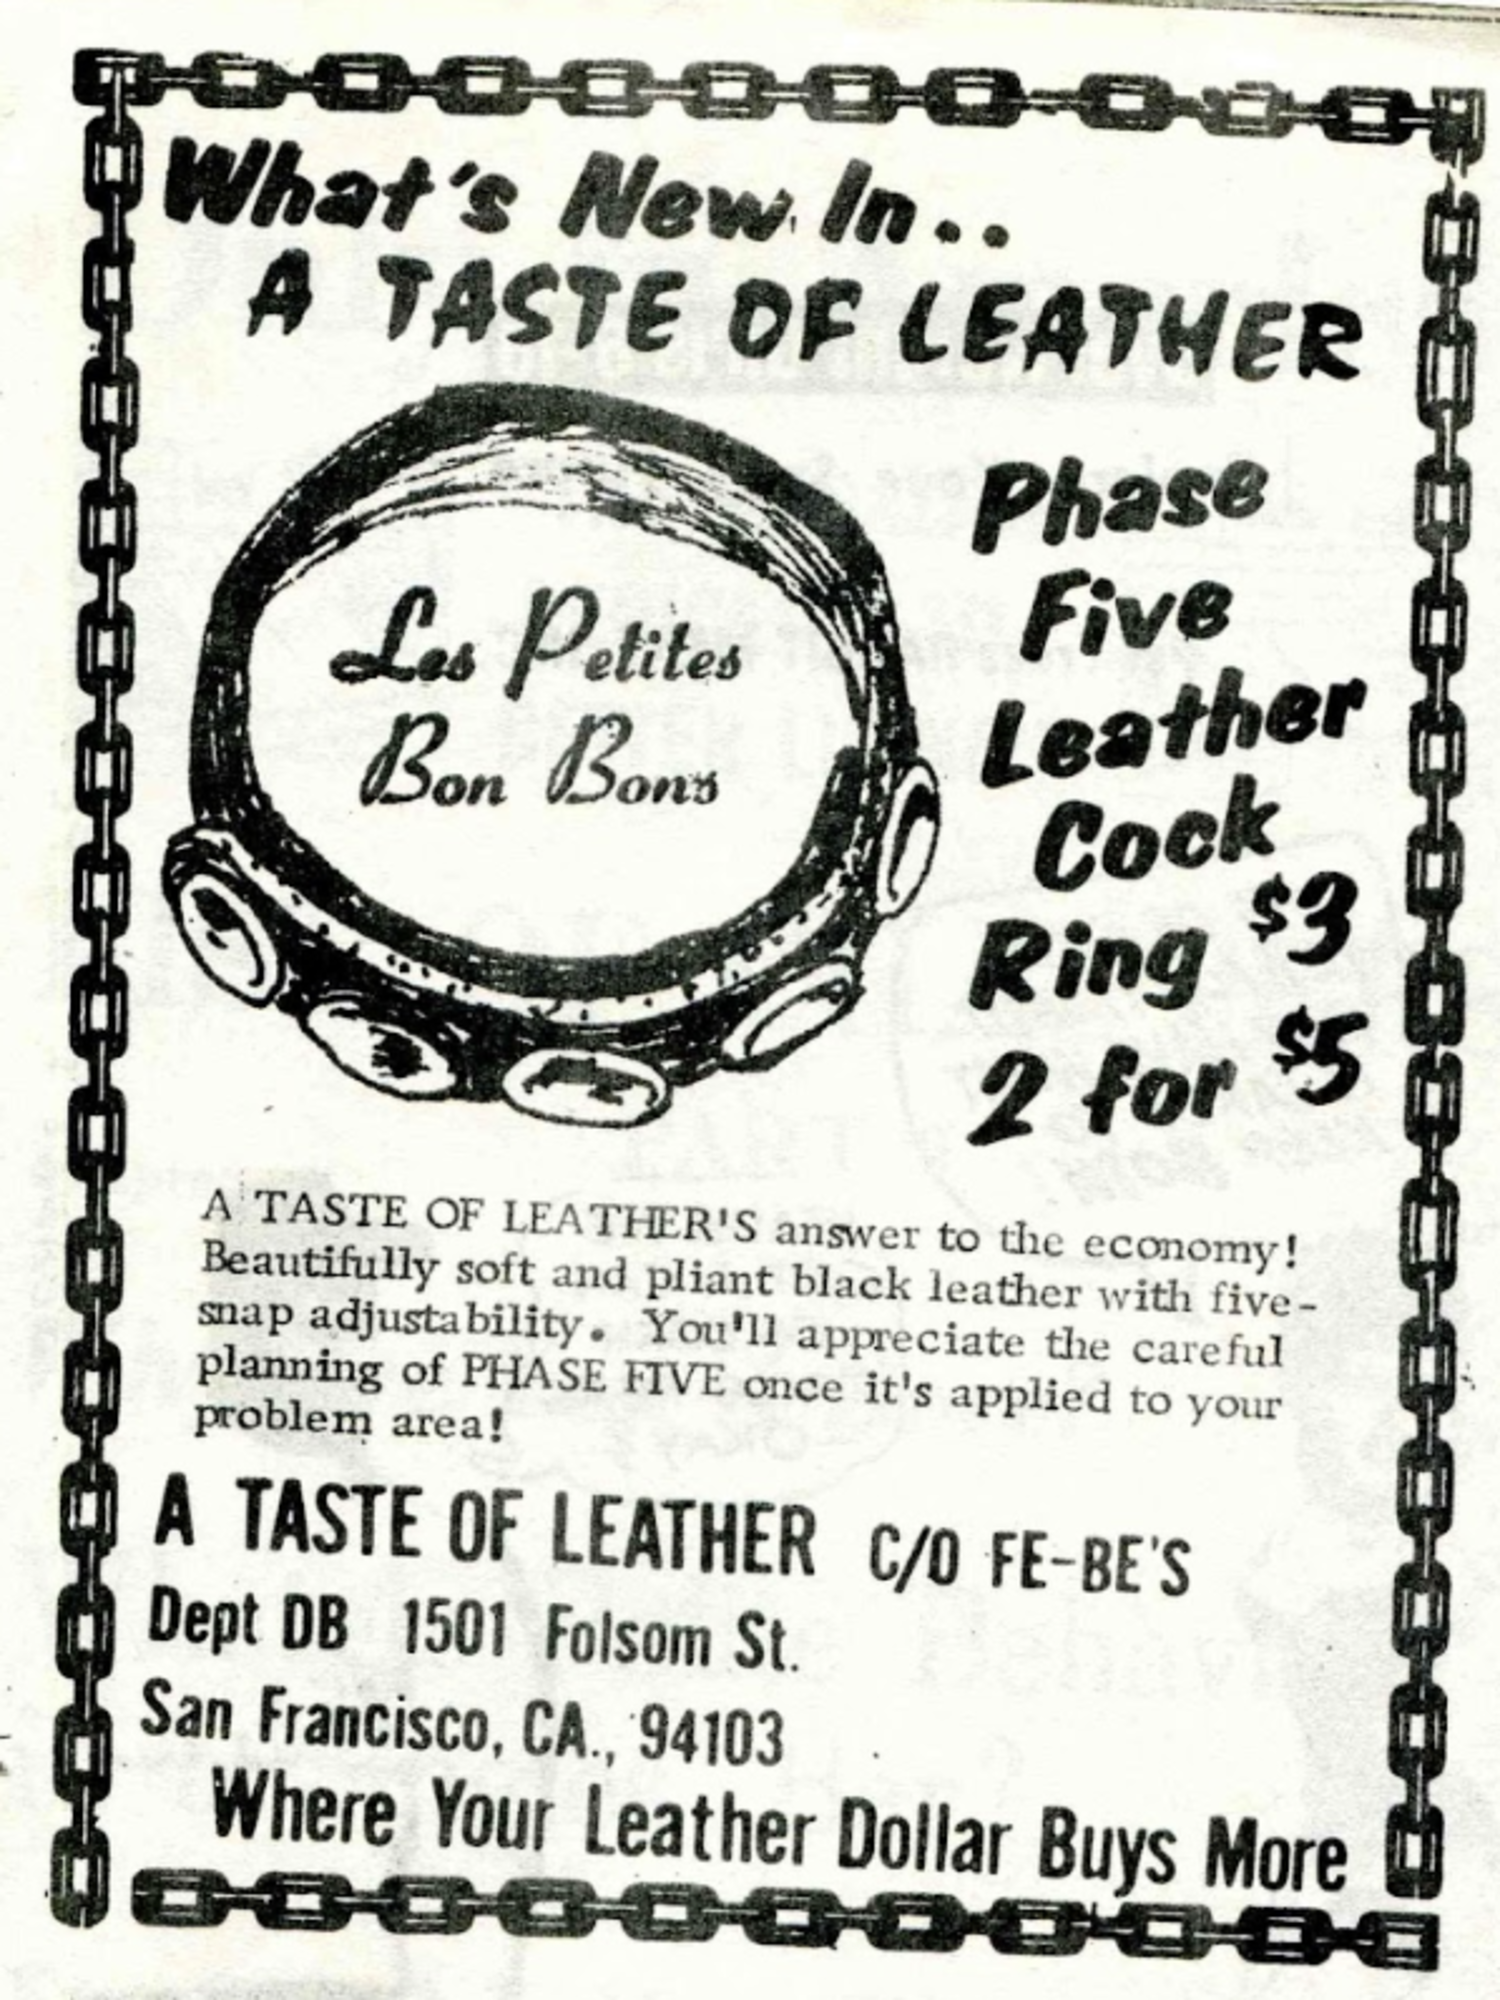 What's New In..
A TASTE OF LEATHER
Les Petites
Bon Bons
Phase
Five
Leather
Cock
Ring $3
2 for $5
A TASTE OF LEATHER'S answer to the economy!
Beautifully soft and pliant black leather with five-
snap adjustability. You'll appreciate the careful
planning of PHASE FIVE once it's applied to your
problem area!
A TASTE OF LEATHER C/O FE-BE'S
Dept DB 1501 Folsom St.
San Francisco, CA., 94103
Where Your Leather Dollar Buys More